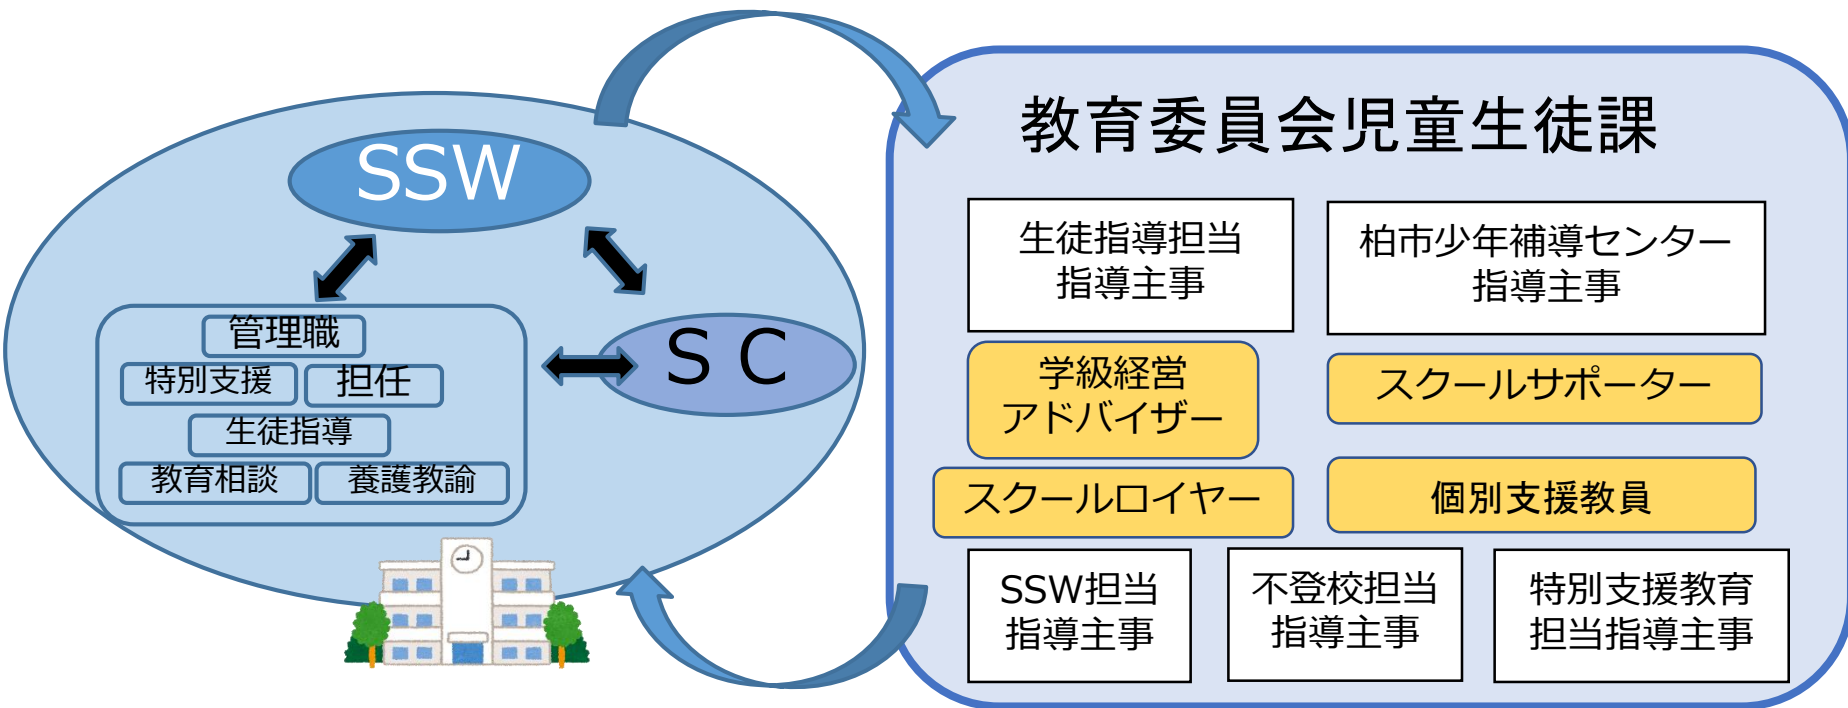 SSW
SC
管理職
特別支援
担任
生徒指導
教育相談
養護教諭
教育委員会児童生徒課
生徒指導担当
指導主事
柏市少年補導センター
指導主事
学級経営
アドバイザー
スクールサポーター
スクールロイヤー
個別支援教員
SSW担当
指導主事
不登校担当
指導主事
特別支援教育
担当指導主事